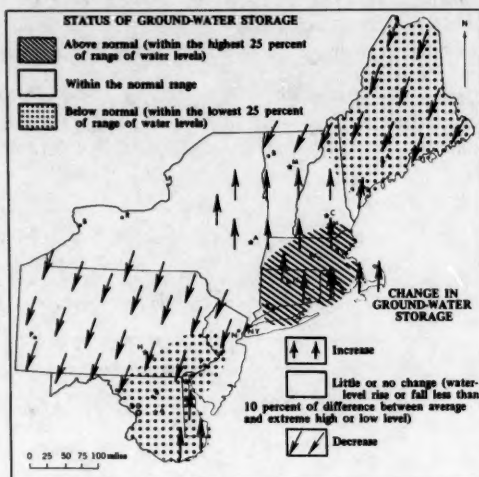 STATUS OF GROUND-WATER STORAGE
Above normal (within the highest 25 percent
of range of water levels)
Within the normal range
Below normal (within the lowest 25 percent
of range of water levels)
N
B
M
C
A
N.Y.
CHANGE IN
GROUND-WATER
STORAGE
Increase
Little or no change (water-
level rise or fall less than
10 percent of difference between average
and extreme high or low level)
Decrease
0 25 50 75 100 miles